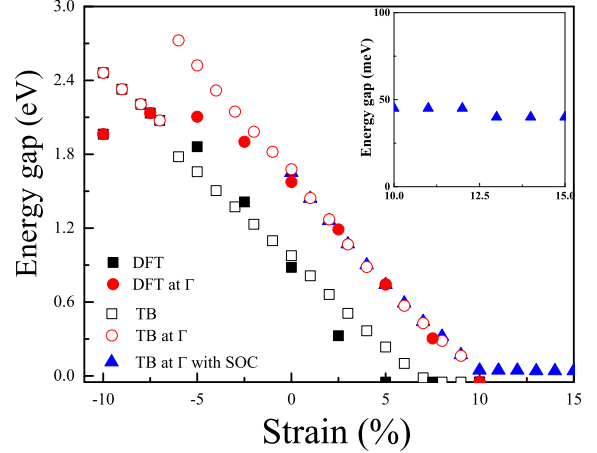 Energy gap (eV)
3.0
2.4
1.8
1.2
0.6
0.0
-10
-5
0
5
10
15
Strain (%)
DFT
DFT at Γ
TB
TB at Γ
TB at Γ with SOC
Energy gap (meV)
100
50
0
10.0
12.5
15.0